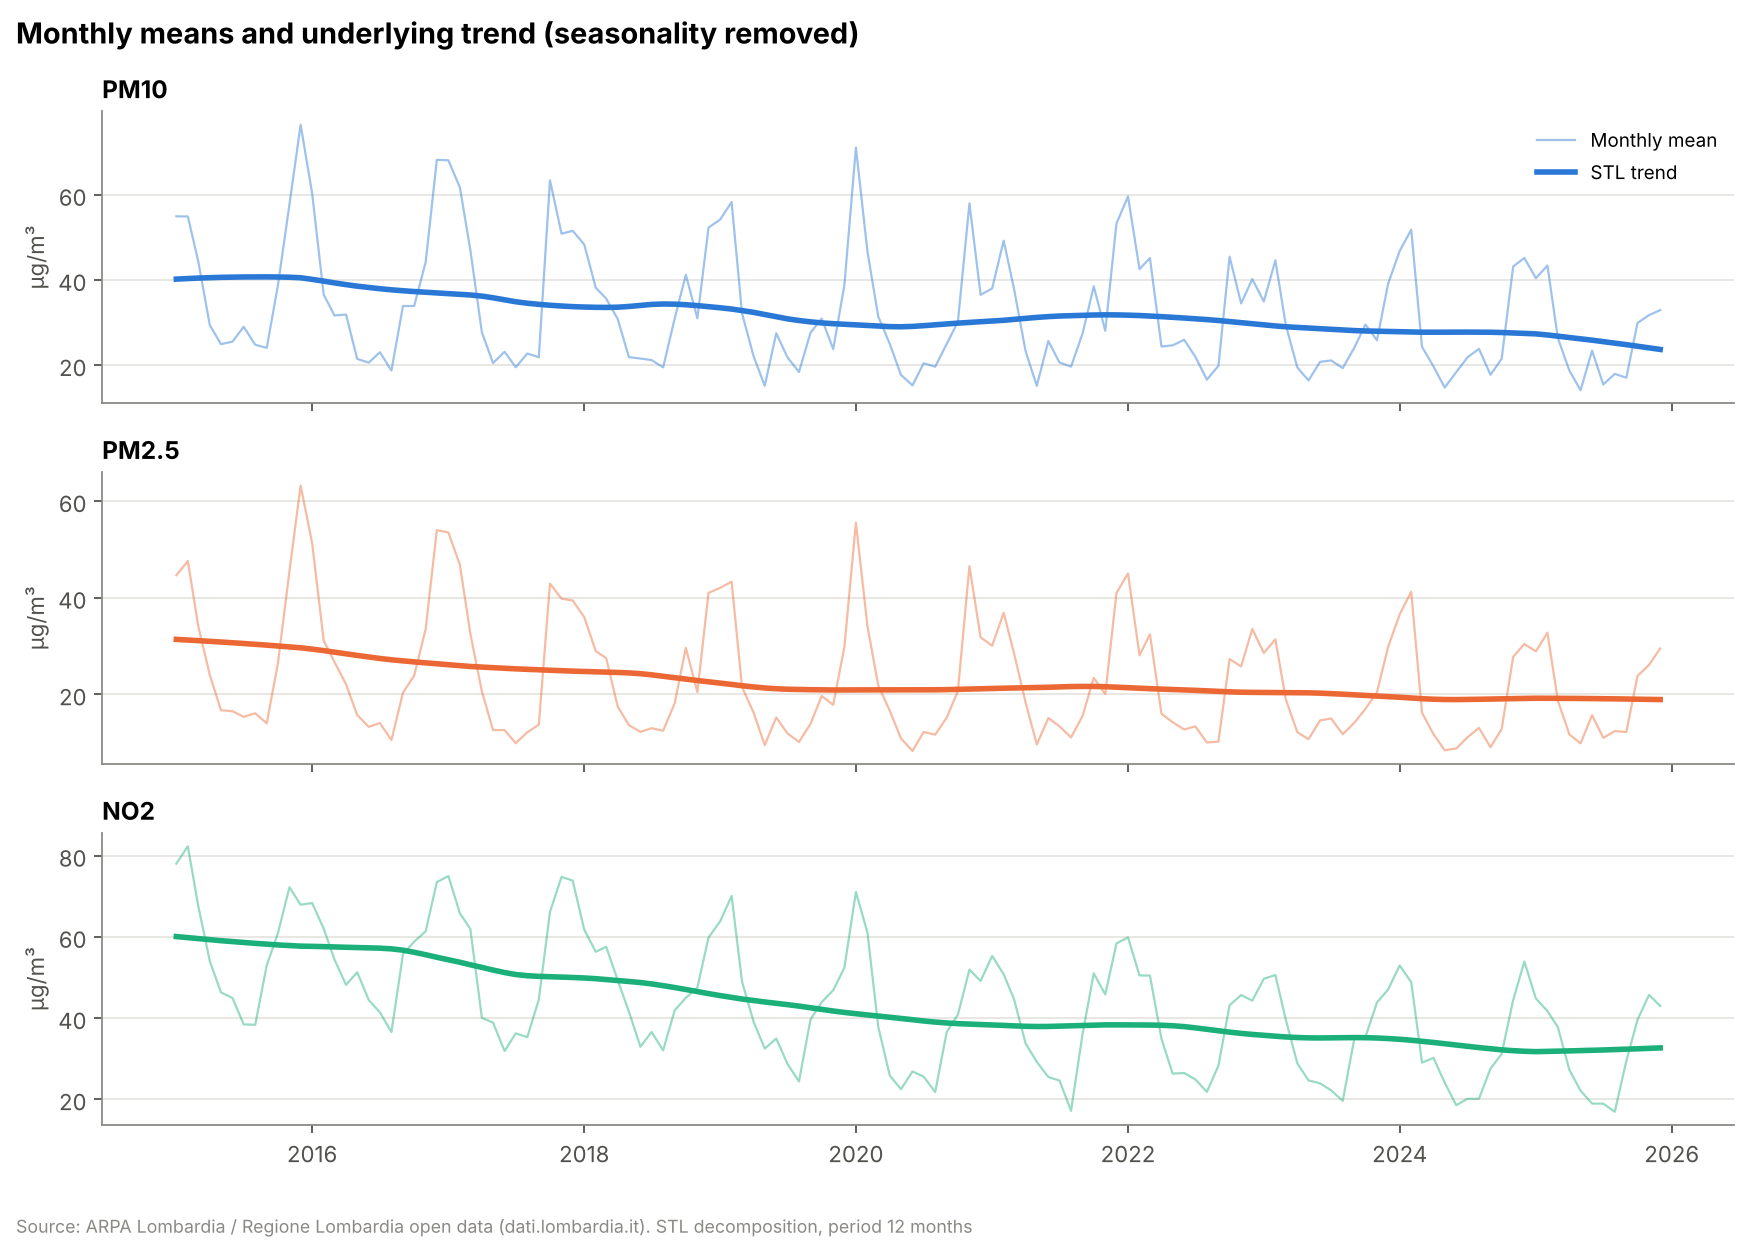 Monthly means and underlying trend (seasonality removed)
PM10
Monthly mean
STL trend
60
40
20
µg/m³
PM2.5
60
40
20
µg/m³
NO2
80
60
40
20
µg/m³
2016 2018 2020 2022 2024 2026
Source: ARPA Lombardia / Regione Lombardia open data (dati.lombardia.it). STL decomposition, period 12 months